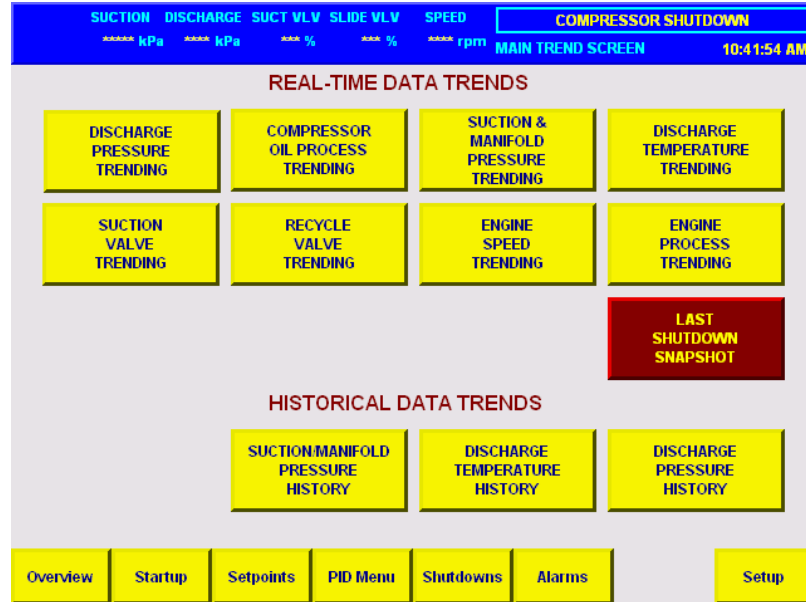 SUCTION DISCHARGE SUCT VLV SLIDE VLV SPEED COMPRESSOR SHUTDOWN
***** kPa **** kPa *** % *** % **** rpm MAIN TREND SCREEN 10:41:54 AM
REAL-TIME DATA TRENDS
DISCHARGE
PRESSURE
TRENDING
COMPRESSOR
OIL PROCESS
TRENDING
SUCTION &
MANIFOLD
PRESSURE
TRENDING
DISCHARGE
TEMPERATURE
TRENDING
SUCTION
VALVE
TRENDING
RECYCLE
VALVE
TRENDING
ENGINE
SPEED
TRENDING
ENGINE
PROCESS
TRENDING
LAST
SHUTDOWN
SNAPSHOT
HISTORICAL DATA TRENDS
SUCTION/MANIFOLD
PRESSURE
HISTORY
DISCHARGE
TEMPERATURE
HISTORY
DISCHARGE
PRESSURE
HISTORY
Overview Startup Setpoints PID Menu Shutdowns Alarms Setup